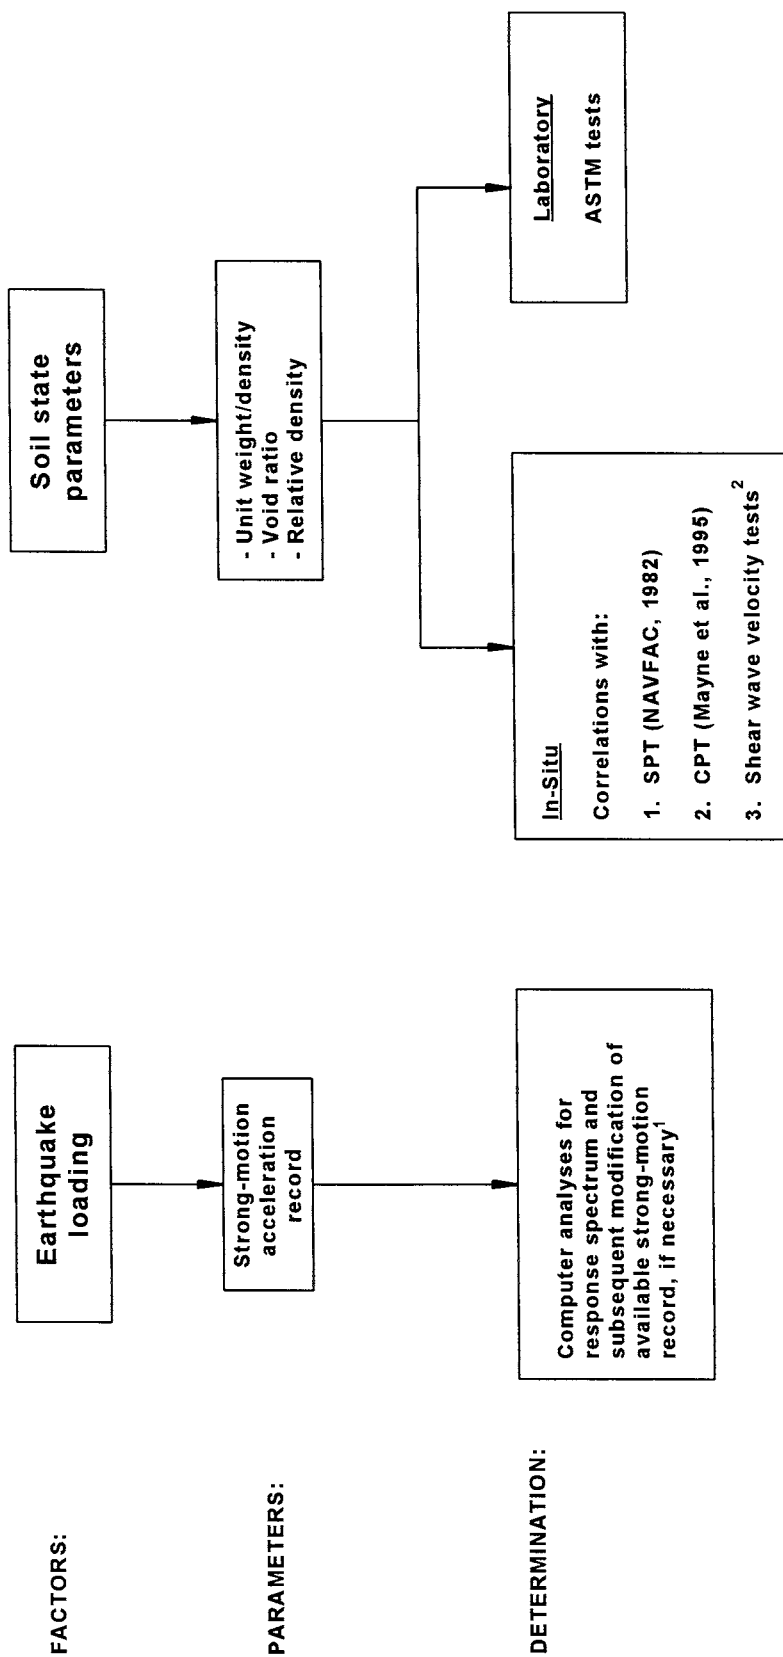 FACTORS:
Earthquake
loading
Soil state
parameters
PARAMETERS:
Strong-motion
acceleration
record
- Unit weight/density
- Void ratio
- Relative density
DETERMINATION:
Computer analyses for
response spectrum and
subsequent modification of
available strong-motion
record, if necessary¹
In-Situ
Correlations with:
1. SPT (NAVFAC, 1982)
2. CPT (Mayne et al., 1995)
3. Shear wave velocity tests²
Laboratory
ASTM tests